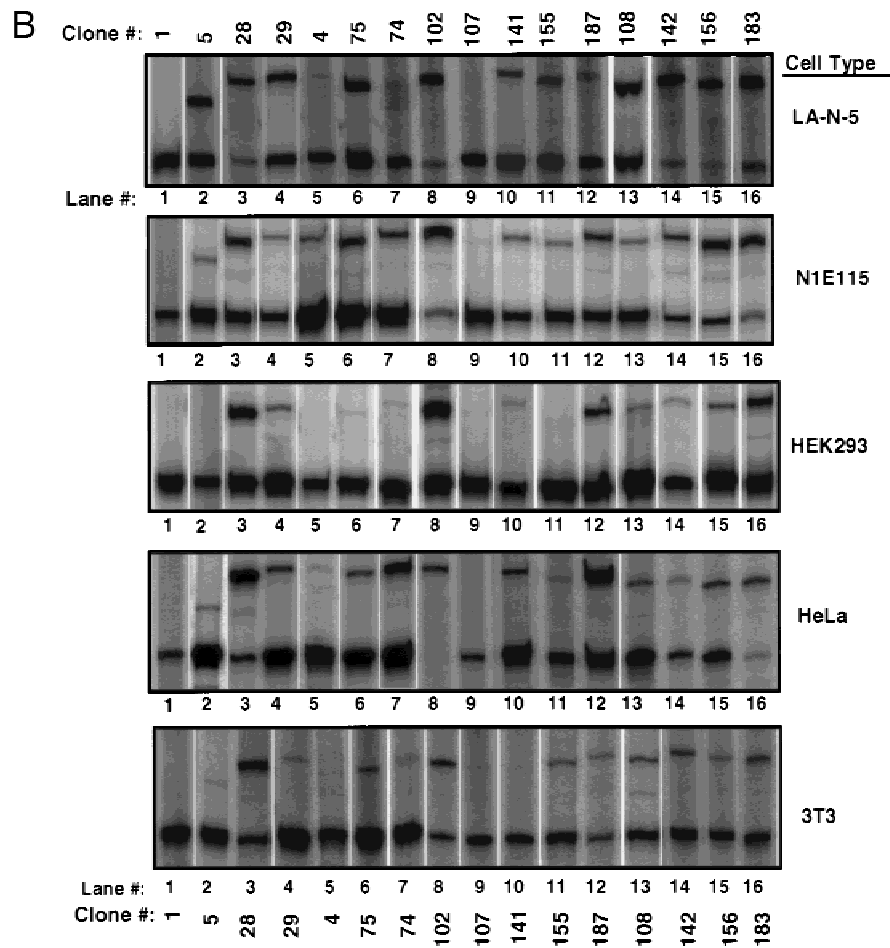 B
Clone #: 1 5 28 29 4 75 74 102 107 141 155 187 108 142 156 183
Cell Type
LA-N-5
Lane #: 1 2 3 4 5 6 7 8 9 10 11 12 13 14 15 16
N1E115
1 2 3 4 5 6 7 8 9 10 11 12 13 14 15 16
HEK293
1 2 3 4 5 6 7 8 9 10 11 12 13 14 15 16
HeLa
1 2 3 4 5 6 7 8 9 10 11 12 13 14 15 16
3T3
Lane #: 1 2 3 4 5 6 7 8 9 10 11 12 13 14 15 16
Clone #: 1 5 28 29 4 75 74 102 107 141 155 187 108 142 156 183